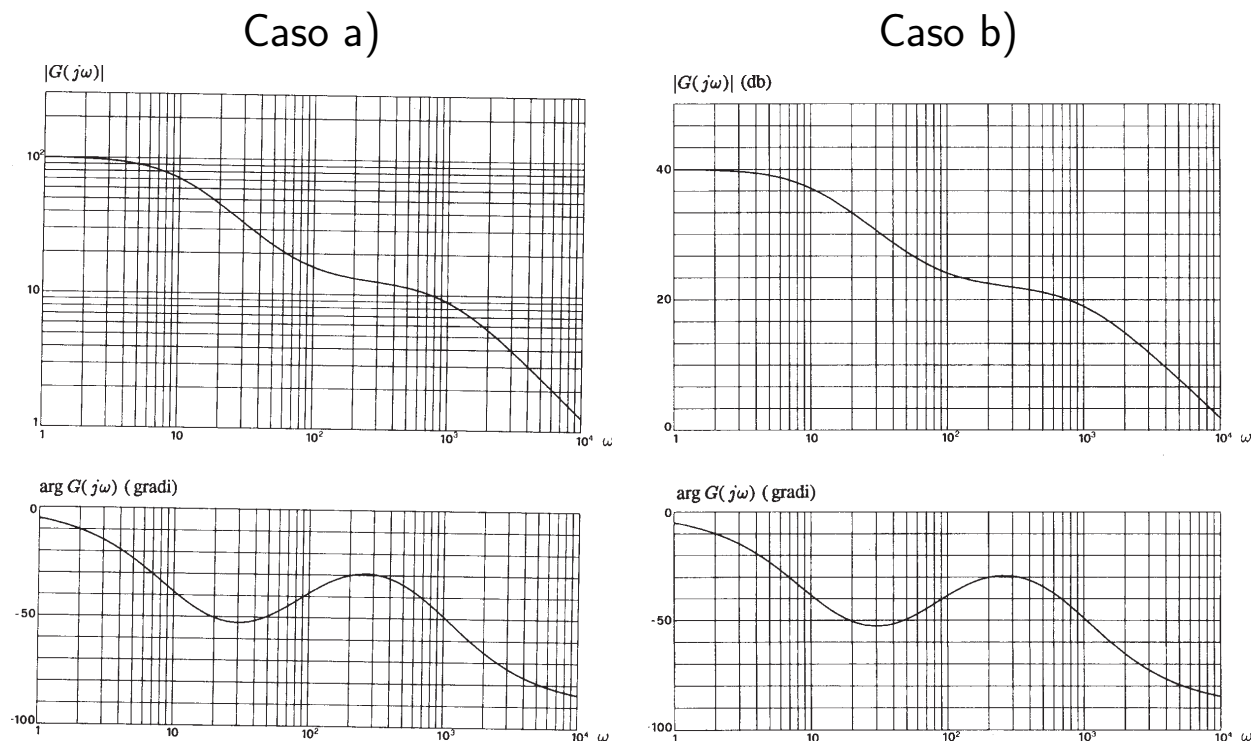 Caso a)
|G(jω)|
10²
10
1
1 10 10² 10³ 10⁴ ω
arg G(jω) (gradi)
0
-50
-100
1 10 10² 10³ 10⁴ ω
Caso b)
|G(jω)| (db)
40
20
0
1 10 10² 10³ 10⁴ ω
arg G(jω) (gradi)
0
-50
-100
1 10 10² 10³ 10⁴ ω